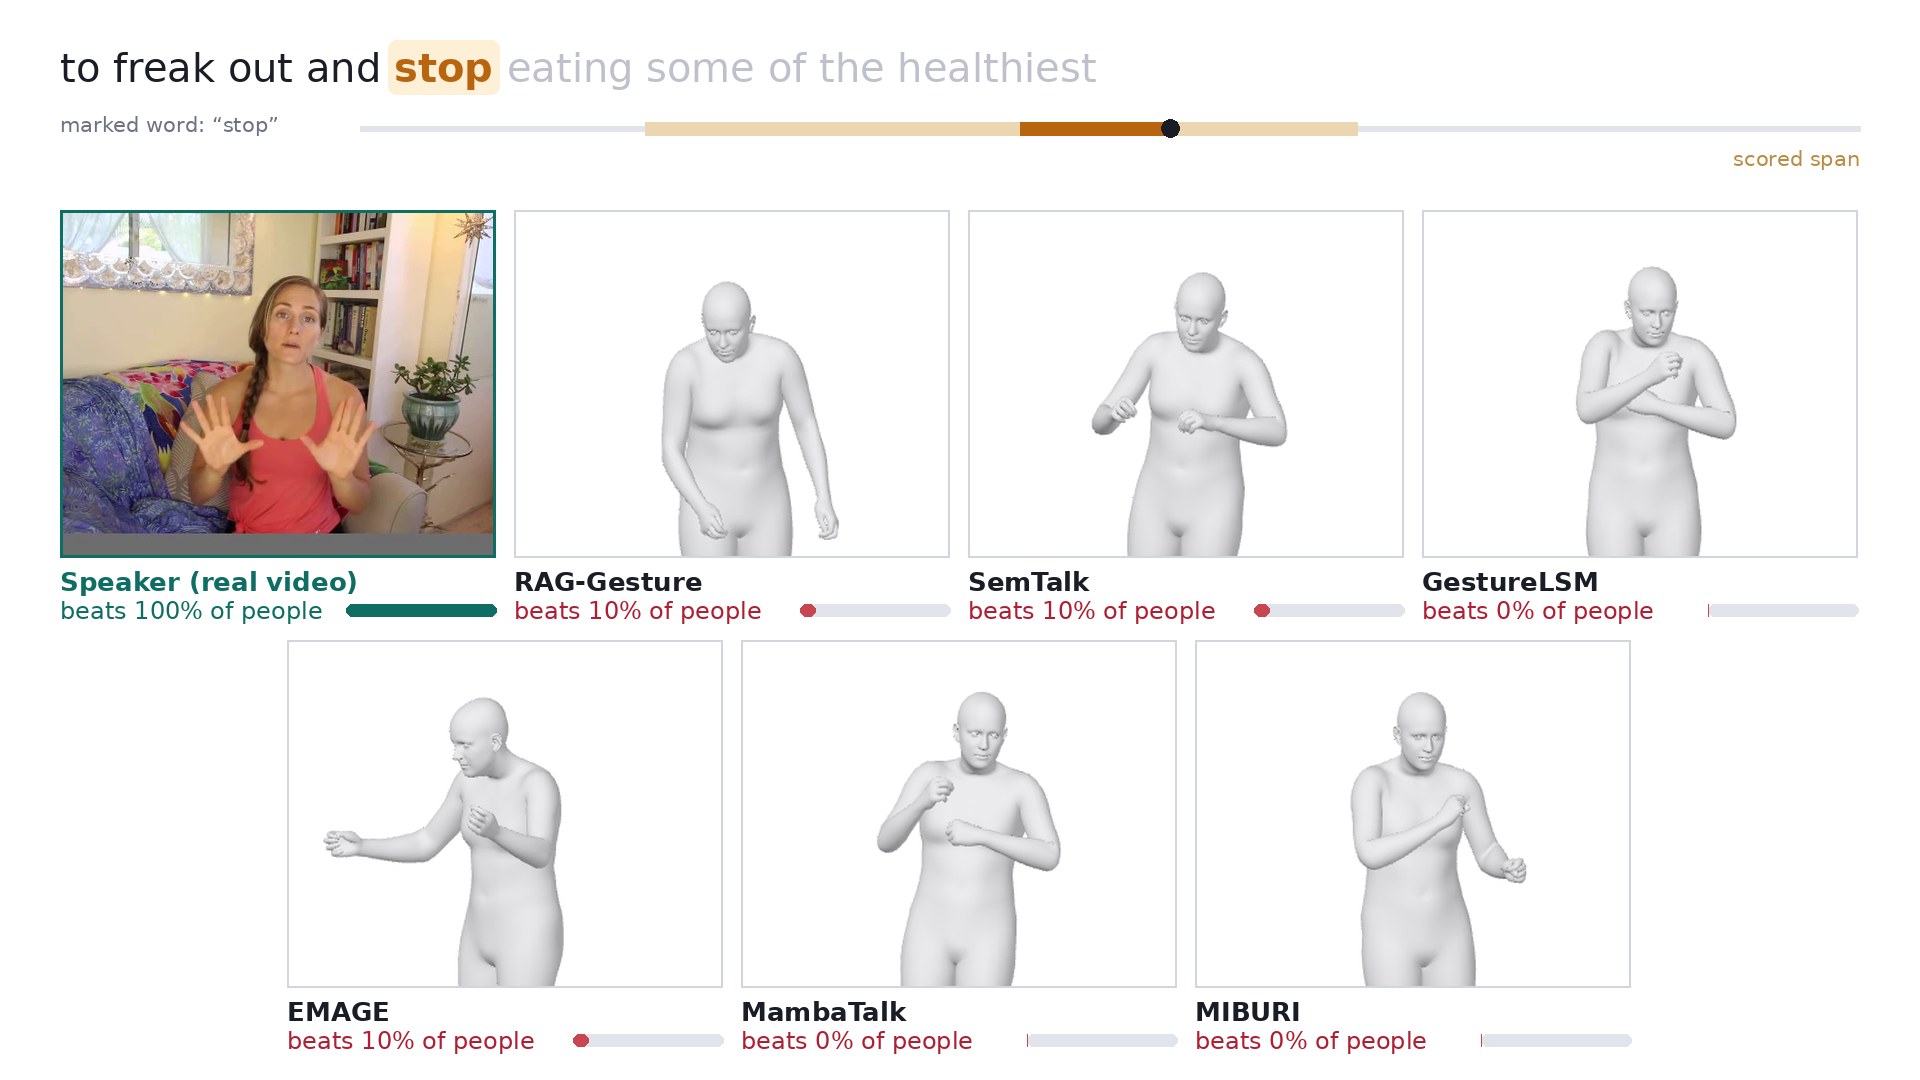 to freak out and stop eating some of the healthiest
marked word: “stop”
scored span
Speaker (real video)
beats 100% of people
RAG-Gesture
beats 10% of people
SemTalk
beats 10% of people
GestureLSM
beats 0% of people
EMAGE
beats 10% of people
MambaTalk
beats 0% of people
MIBURI
beats 0% of people